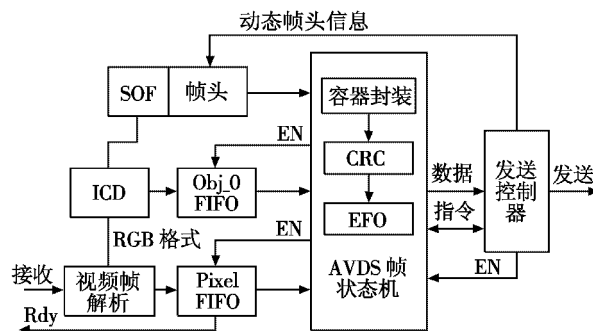 动态帧头信息
SOF
帧头
容器封装
EN
CRC
ICD
Obj_0
FIFO
数据
发送
控制
器
发送
指令
EFO
RGB 格式
EN
接收
视频帧
解析
Pixel
FIFO
AVDS 帧
状态机
EN
Rdy